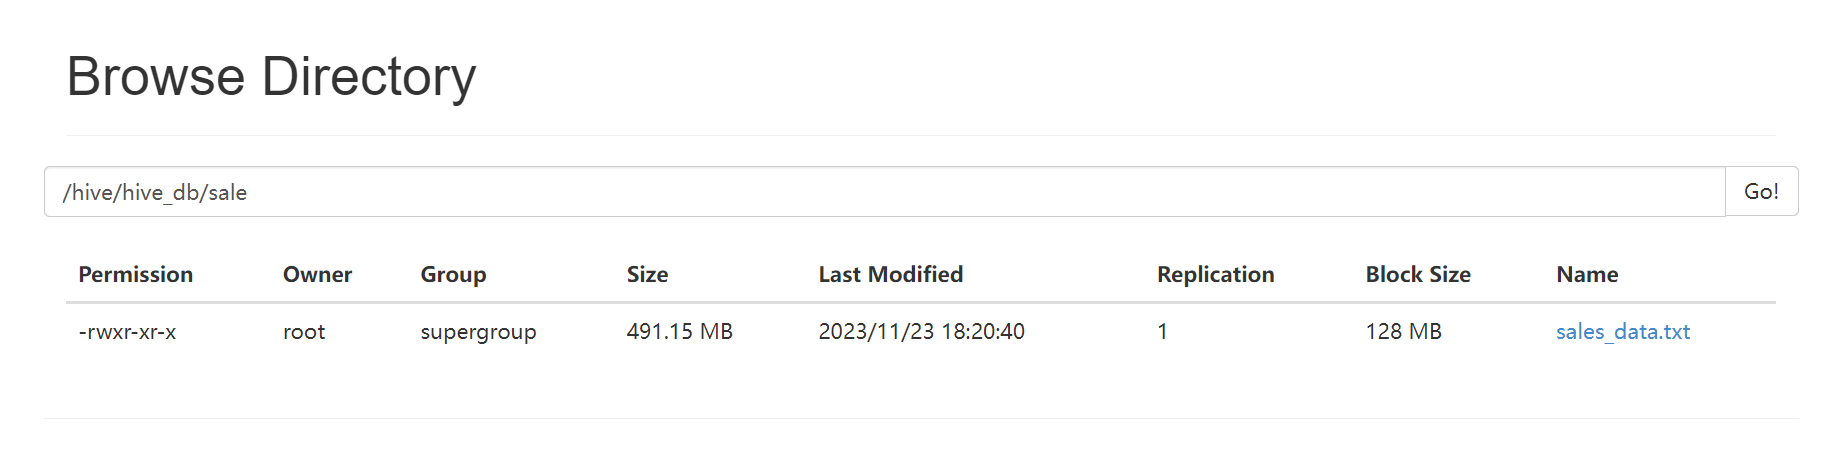 Browse Directory
/hive/hive_db/sale Go!
Permission Owner Group Size Last Modified Replication Block Size Name
-rwxr-xr-x root supergroup 491.15 MB 2023/11/23 18:20:40 1 128 MB sales_data.txt